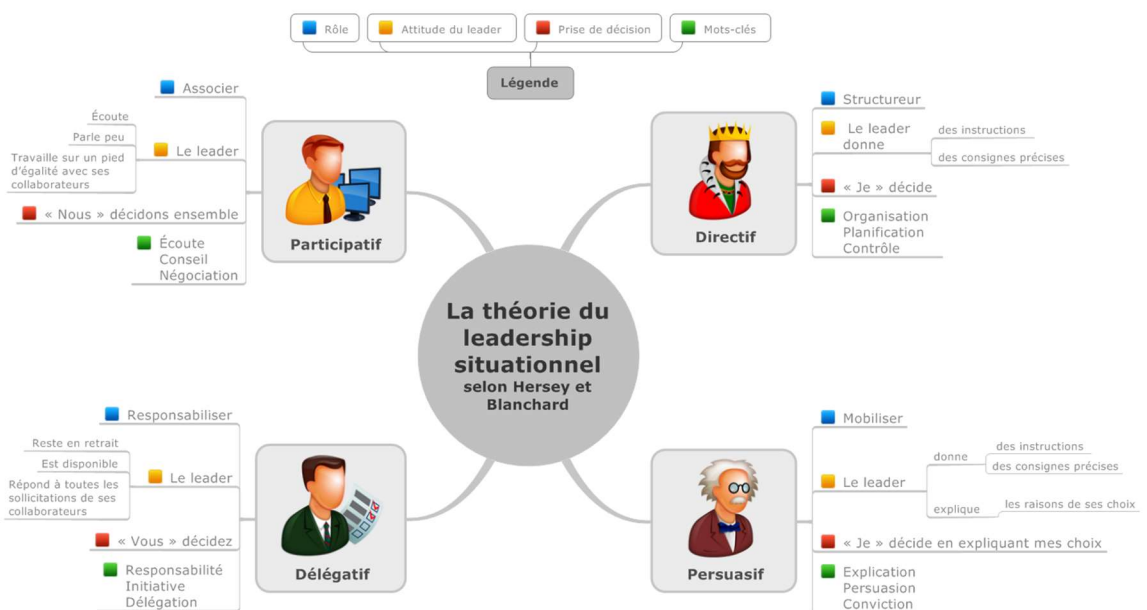 Rôle
Attitude du leader
Prise de décision
Mots-clés
Légende
Associer
Écoute
Parle peu
Travaille sur un pied
d'égalité avec ses
collaborateurs
Le leader
« Nous » décidons ensemble
Écoute
Conseil
Négociation
Participatif
Structureur
Le leader
donne
des instructions
des consignes précises
« Je » décide
Organisation
Planification
Contrôle
Directif
La théorie du
leadership
situationnel
selon Hersey et
Blanchard
Responsabiliser
Reste en retrait
Est disponible
Répond à toutes les
sollicitations de ses
collaborateurs
Le leader
« Vous » décidez
Responsabilité
Initiative
Délégation
Délégatif
Mobiliser
Le leader
donne
des instructions
des consignes précises
explique
les raisons de ses choix
« Je » décide en expliquant mes choix
Explication
Persuasion
Conviction
Persuasif